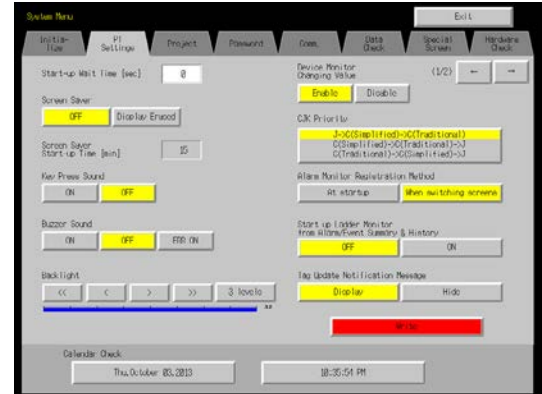 System Menu
Exit
Initia-
lize
PT
Settings
Project
Password
Comm.
Data
Check
Special
Screen
Hardware
Check
Start-up Wait Time [sec]
0
Screen Saver
OFF
Display Erased
Screen Saver
Start-up Time [min]
15
Key Press Sound
ON
OFF
Buzzer Sound
ON
OFF
ERR ON
Backlight
<<
<
>
>>
3 levels
32
Device Monitor
Changing Value
(1/2)
←
→
Enable
Disable
CJK Priority
J->C(Simplified)->C(Traditional)
C(Simplified)->C(Traditional)->J
C(Traditional)->C(Simplified)->J
Alarm Monitor Registration Method
At startup
When switching screens
Start up Ladder Monitor
from Alarm/Event Summary & History
OFF
ON
Tag Update Notification Message
Display
Hide
Write
Calendar Check
Thu,October 03,2013
10:35:54 PM